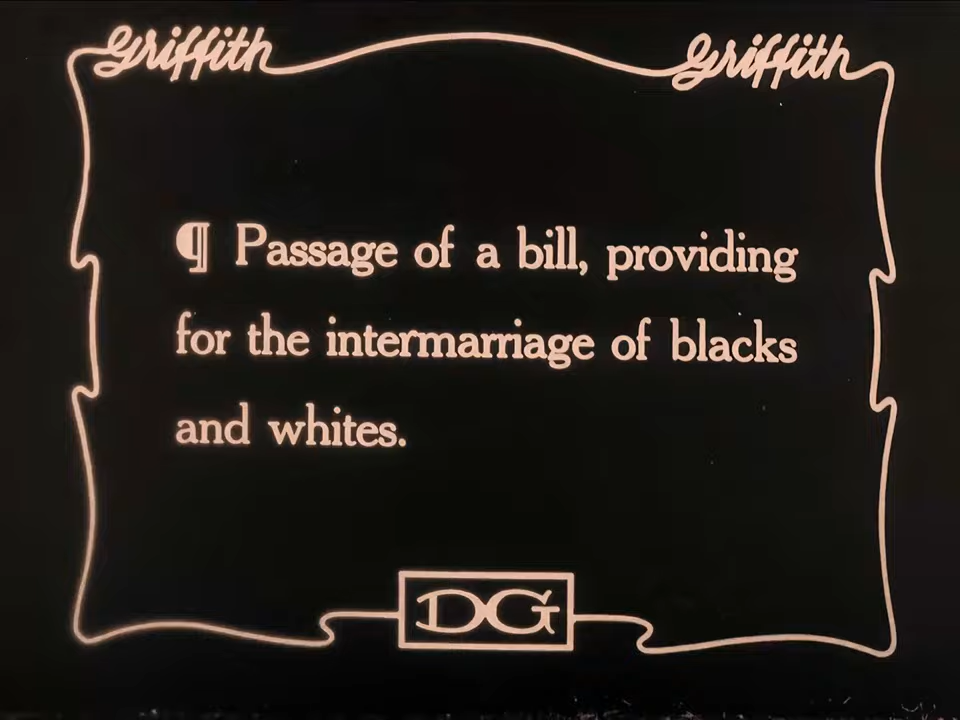 Griffith Griffith
¶ Passage of a bill, providing
for the intermarriage of blacks
and whites.
DG